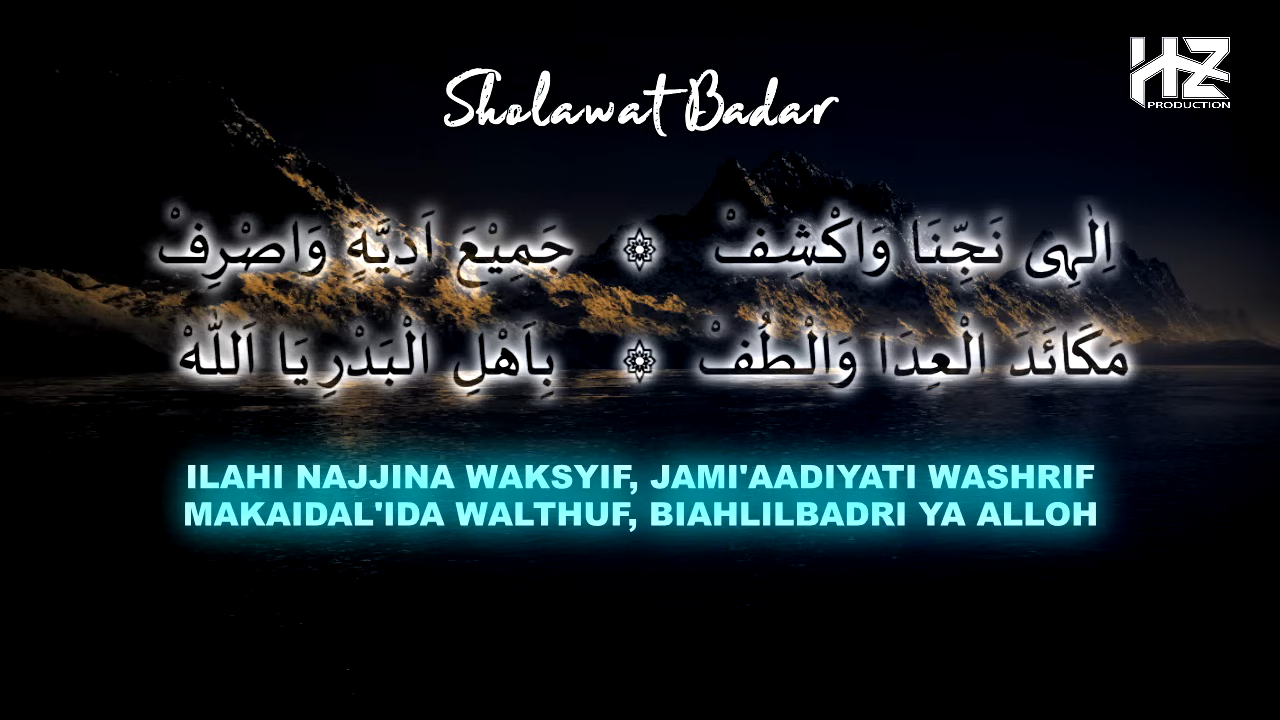 HZ
PRODUCTION
Sholawat Badar
اِلٰهِى نَجِّنَا وَاكْشِفْ ۞ جَمِيْعَ اَدِيَّةٍ وَاصْرِفْ
مَكَائَدَ الْعِدَا وَالْطُفْ ۞ بِاَهْلِ الْبَدْرِ يَا اَللّٰهْ
ILAHI NAJJINA WAKSYIF, JAMI'AADIYATI WASHRIF
MAKAIDAL'IDA WALTHUF, BIAHLILBADRI YA ALLOH